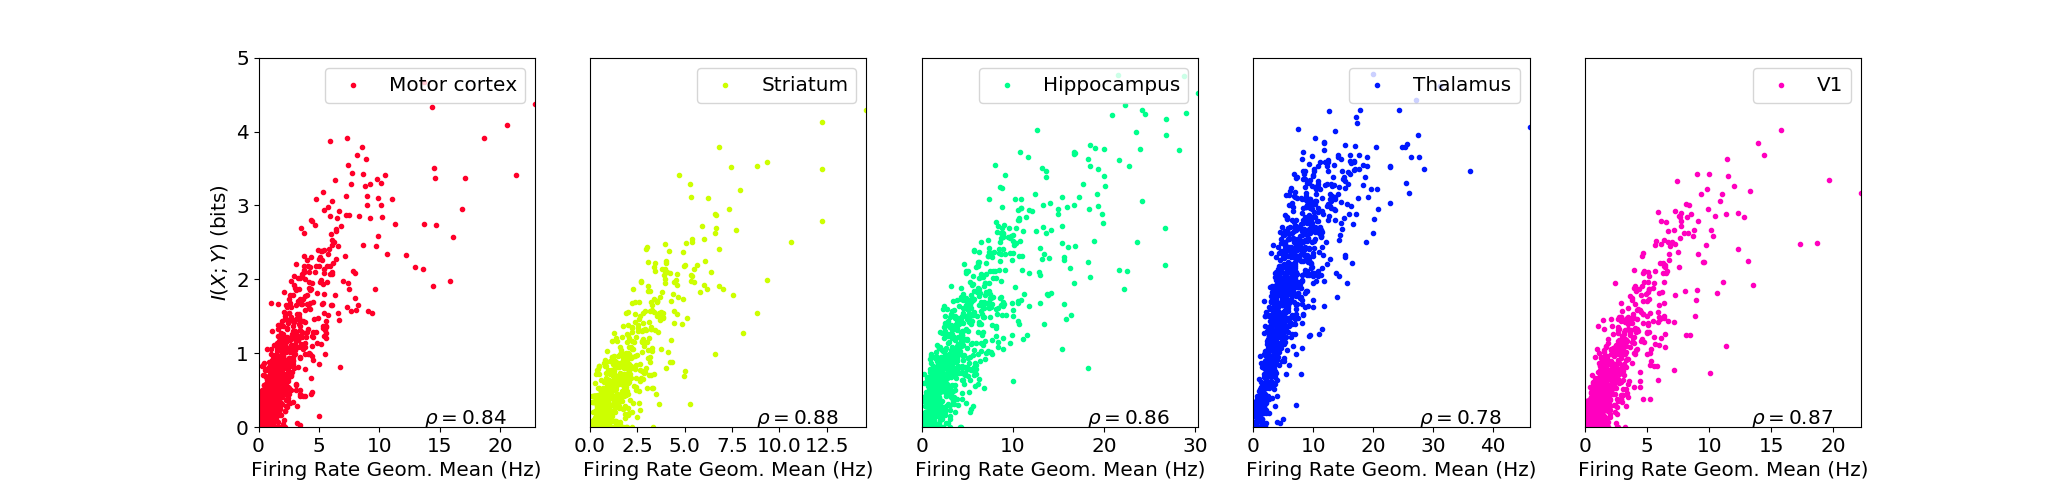 I(X; Y) (bits)
5
4
3
2
1
0
Motor cortex
ρ = 0.84
0 5 10 15 20
Firing Rate Geom. Mean (Hz)
Striatum
ρ = 0.88
0.0 2.5 5.0 7.5 10.0 12.5
Firing Rate Geom. Mean (Hz)
Hippocampus
ρ = 0.86
0 10 20 30
Firing Rate Geom. Mean (Hz)
Thalamus
ρ = 0.78
0 10 20 30 40
Firing Rate Geom. Mean (Hz)
V1
ρ = 0.87
0 5 10 15 20
Firing Rate Geom. Mean (Hz)